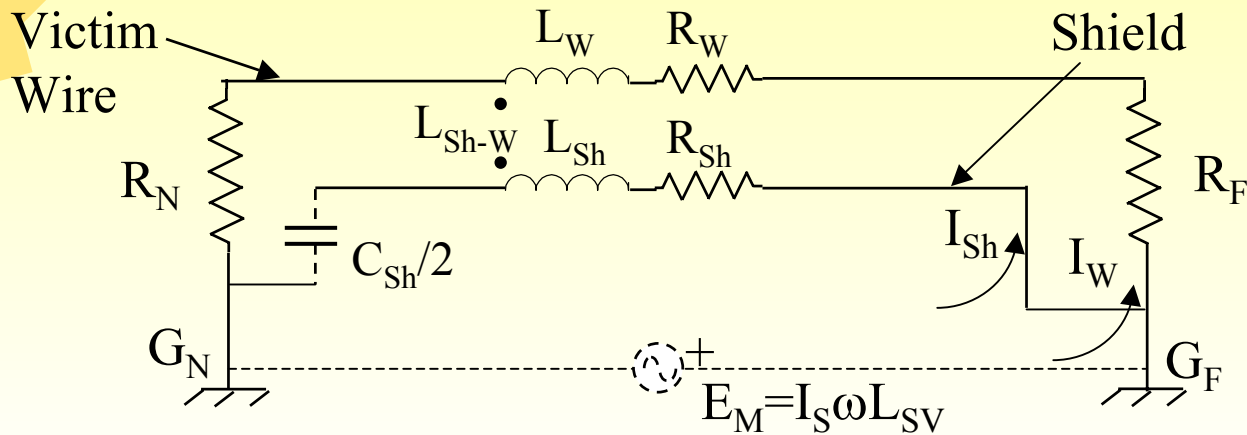 Victim
Wire
L_W
R_W
Shield
L_Sh-W
L_Sh
R_Sh
R_N
R_F
C_Sh/2
I_Sh
I_W
G_N
+
G_F
E_M=I_SωL_SV